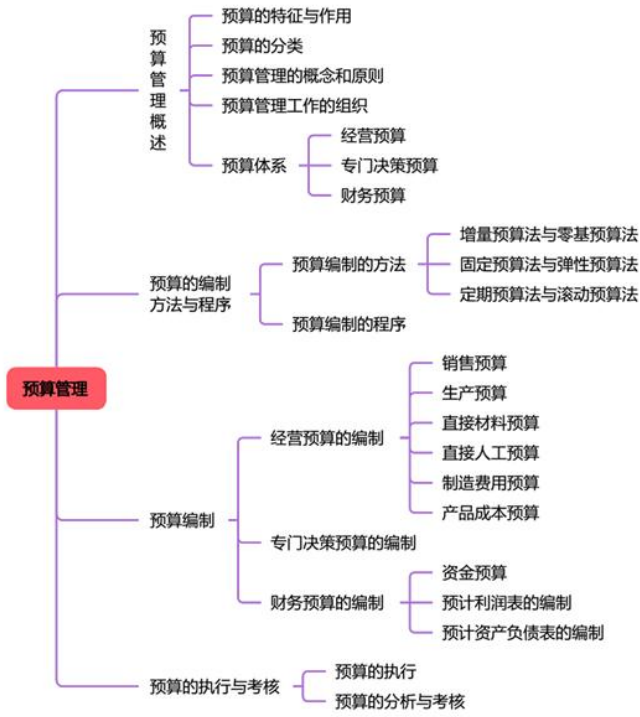 预算管理
预算管理概述
预算的特征与作用
预算的分类
预算管理的概念和原则
预算管理工作的组织
预算体系
经营预算
专门决策预算
财务预算
预算的编制
方法与程序
预算编制的方法
增量预算法与零基预算法
固定预算法与弹性预算法
定期预算法与滚动预算法
预算编制的程序
预算编制
经营预算的编制
销售预算
生产预算
直接材料预算
直接人工预算
制造费用预算
产品成本预算
专门决策预算的编制
财务预算的编制
资金预算
预计利润表的编制
预计资产负债表的编制
预算的执行与考核
预算的执行
预算的分析与考核